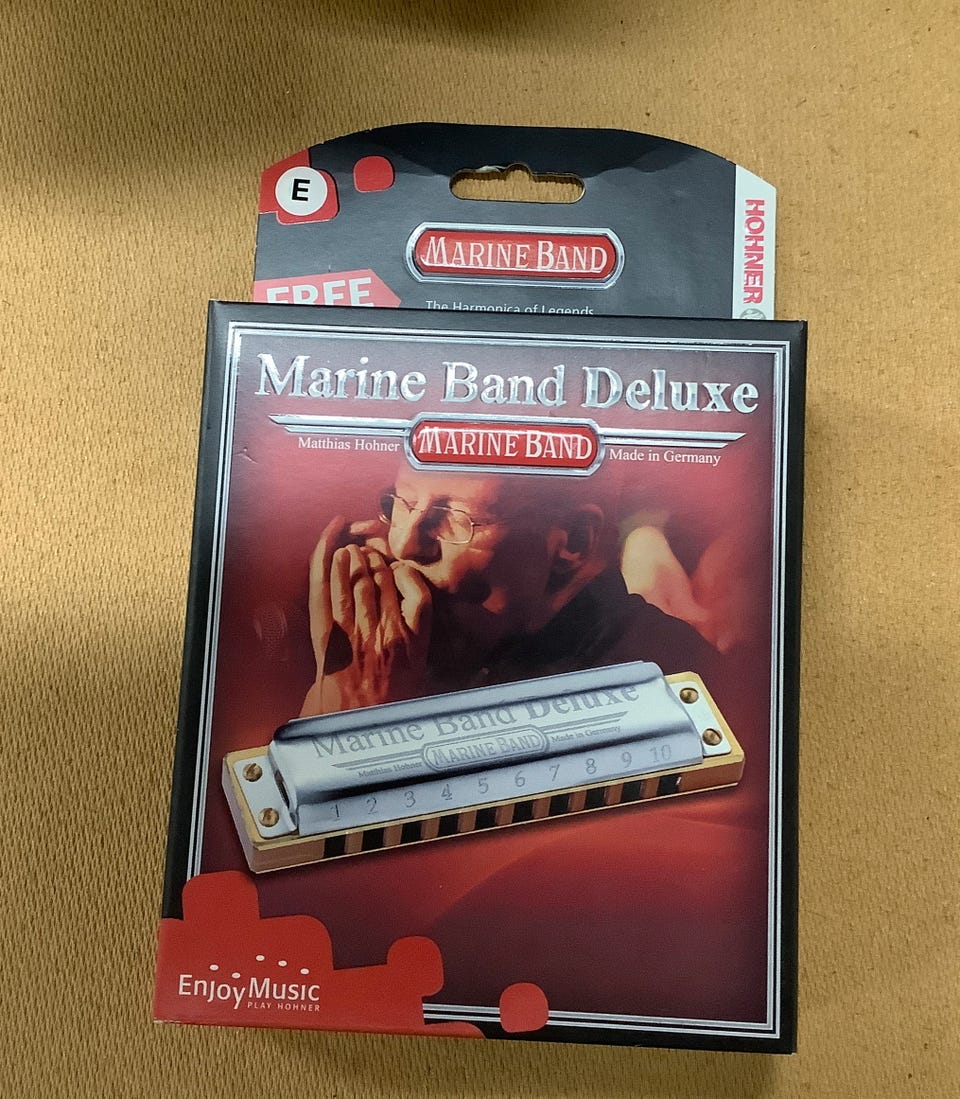 E
MARINE BAND
HOHNER
FREE
The Harmonica of Legends
Marine Band Deluxe
Matthias Hohner
MARINE BAND
Made in Germany
Marine Band Deluxe
Matthias Hohner
MARINE BAND
Made in Germany
1 2 3 4 5 6 7 8 9 10
EnjoyMusic
PLAY HOHNER